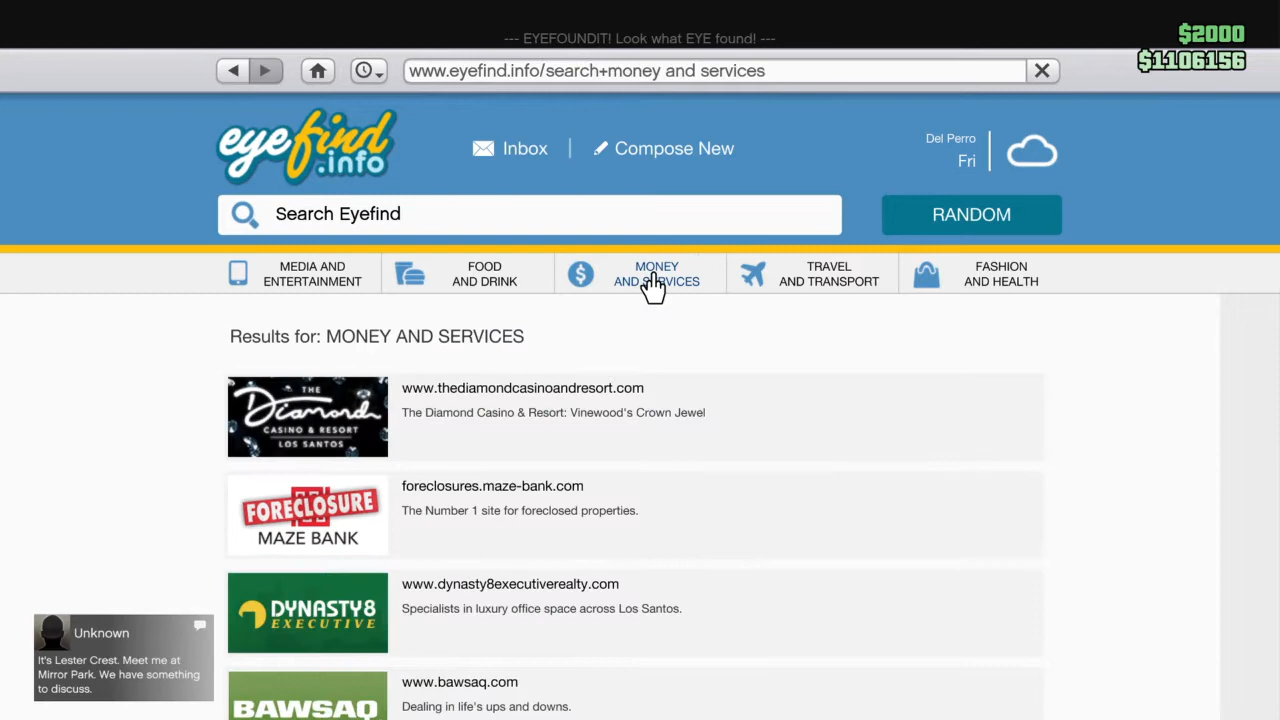 --- EYEFOUNDIT! Look what EYE found! ---
$2000
$1106156
www.eyefind.info/search+money and services
eyefind
.info
Inbox
Compose New
Del Perro
Fri
Search Eyefind
RANDOM
MEDIA AND
ENTERTAINMENT
FOOD
AND DRINK
MONEY
AND SERVICES
TRAVEL
AND TRANSPORT
FASHION
AND HEALTH
Results for: MONEY AND SERVICES
THE
Diamond
CASINO & RESORT
LOS SANTOS
www.thediamondcasinoandresort.com
The Diamond Casino & Resort: Vinewood's Crown Jewel
FORECLOSURE
MAZE BANK
foreclosures.maze-bank.com
The Number 1 site for foreclosed properties.
DYNASTY8
EXECUTIVE
www.dynasty8executiverealty.com
Specialists in luxury office space across Los Santos.
BAWSAQ
www.bawsaq.com
Dealing in life's ups and downs.
Unknown
It's Lester Crest. Meet me at
Mirror Park. We have something
to discuss.